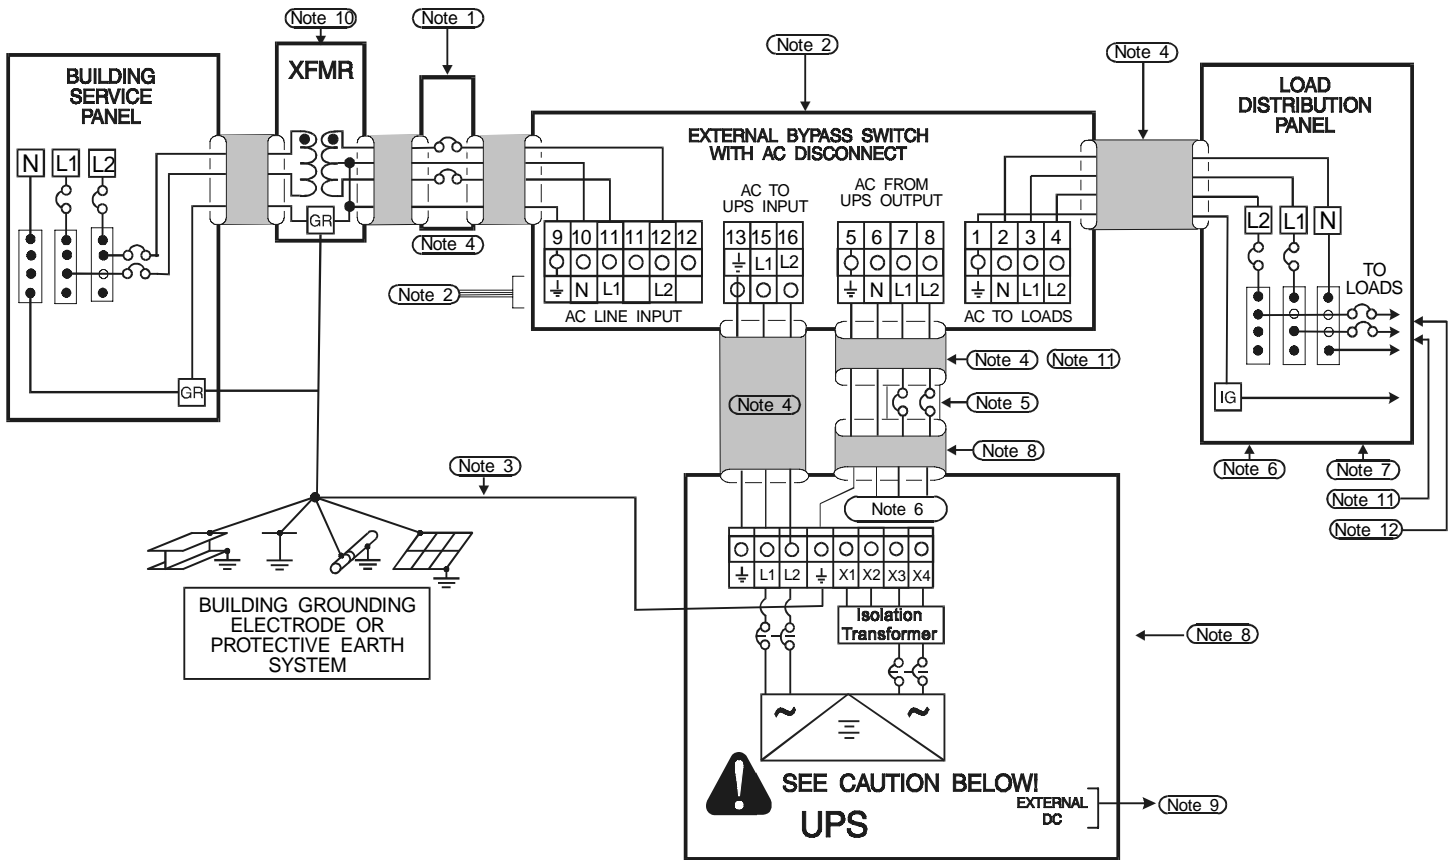 Note 10
Note 1
Note 2
Note 4
BUILDING
SERVICE
PANEL
XFMR
LOAD
DISTRIBUTION
PANEL
EXTERNAL BYPASS SWITCH
WITH AC DISCONNECT
N L1 L2
AC TO
UPS INPUT
AC FROM
UPS OUTPUT
GR
Note 4
9 10 11 11 12 12
N L1 L2
AC LINE INPUT
Note 2
13 15 16
L1 L2
5 6 7 8
N L1 L2
1 2 3 4
N L1 L2
AC TO LOADS
L2 L1 N
TO
LOADS
GR
Note 4
Note 4
Note 11
Note 5
Note 8
IG
Note 6
Note 7
Note 11
Note 12
Note 3
Note 6
L1 L2 X1 X2 X3 X4
Isolation
Transformer
BUILDING GROUNDING
ELECTRODE OR
PROTECTIVE EARTH
SYSTEM
Note 8
SEE CAUTION BELOW!
UPS
EXTERNAL
DC
Note 9